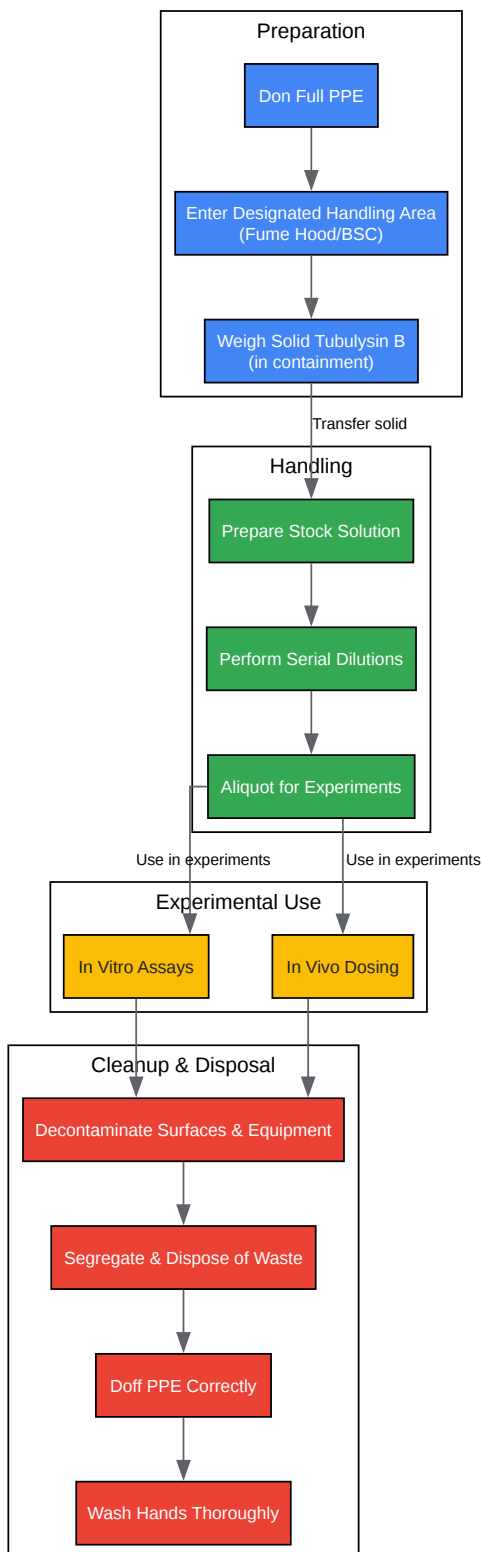 Preparation
Don Full PPE
Enter Designated Handling Area
(Fume Hood/BSC)
Weigh Solid Tubulysin B
(in containment)
Transfer solid
Handling
Prepare Stock Solution
Perform Serial Dilutions
Aliquot for Experiments
Use in experiments
Use in experiments
Experimental Use
In Vitro Assays
In Vivo Dosing
Cleanup & Disposal
Decontaminate Surfaces & Equipment
Segregate & Dispose of Waste
Doff PPE Correctly
Wash Hands Thoroughly